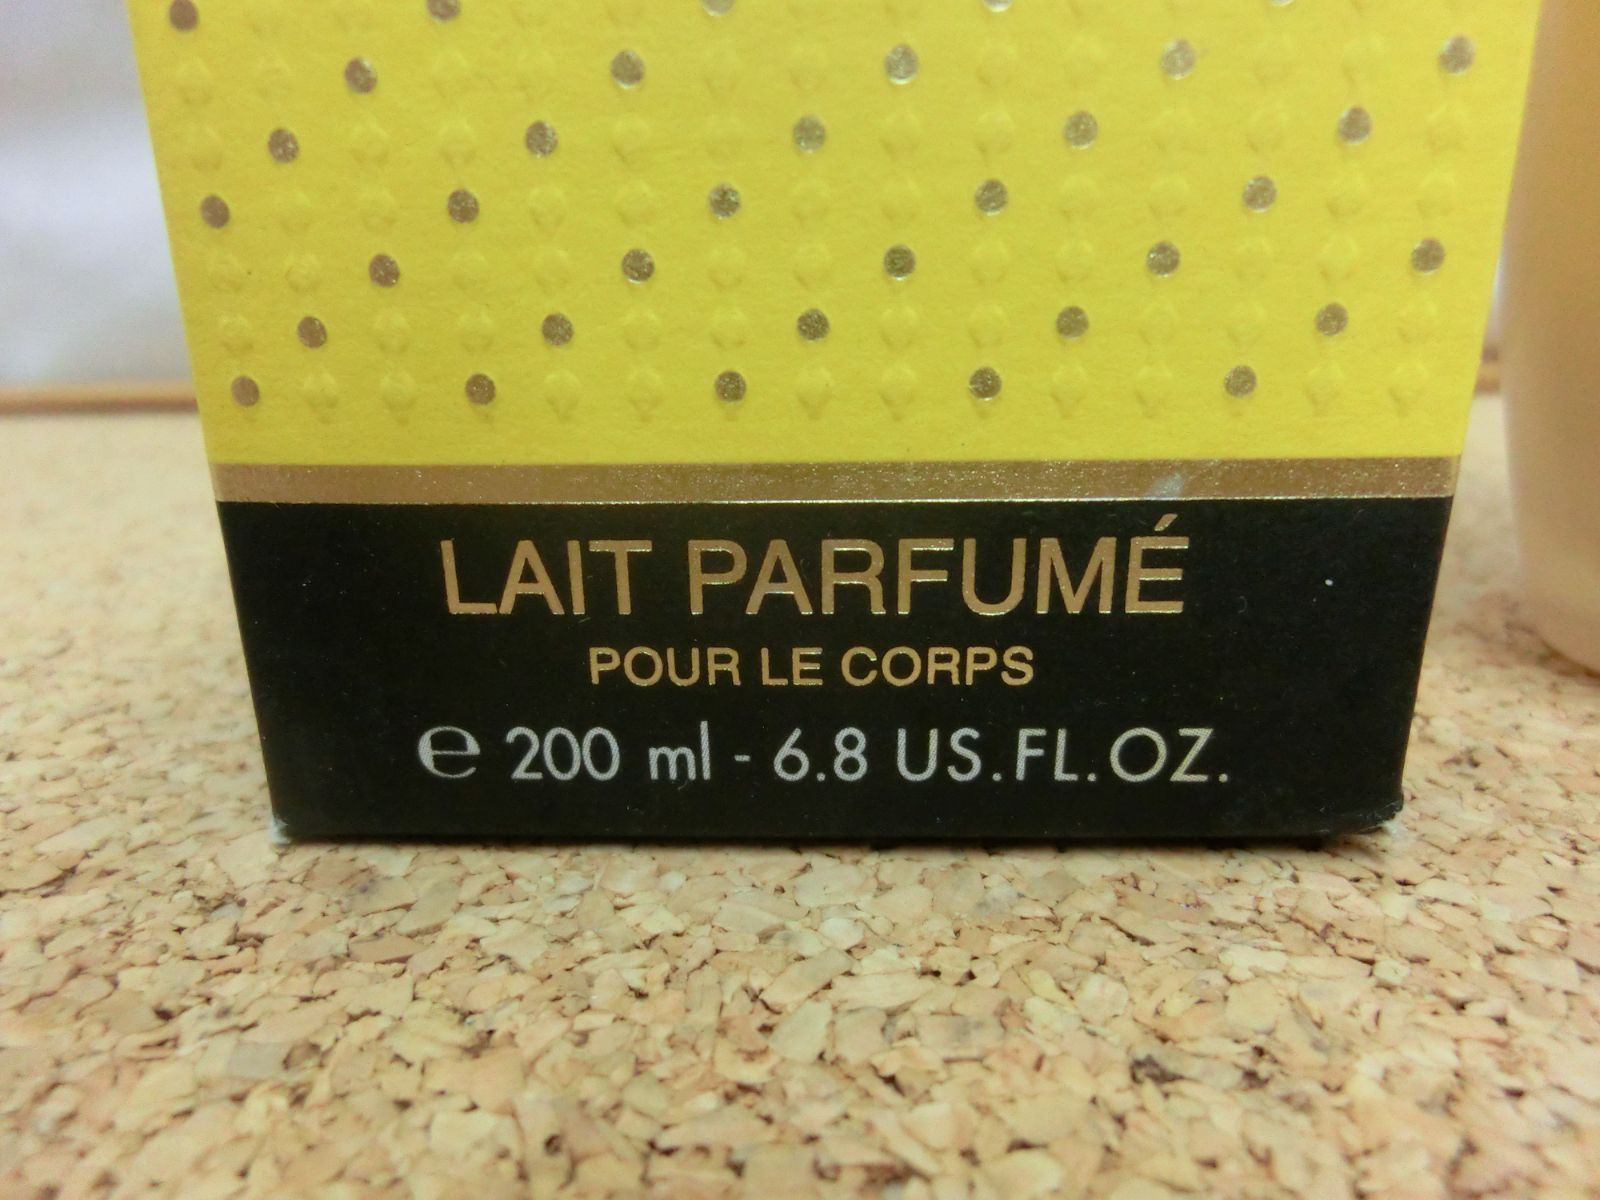 LAIT PARFUMÉ
POUR LE CORPS
℮ 200 ml - 6.8 US.FL.OZ.